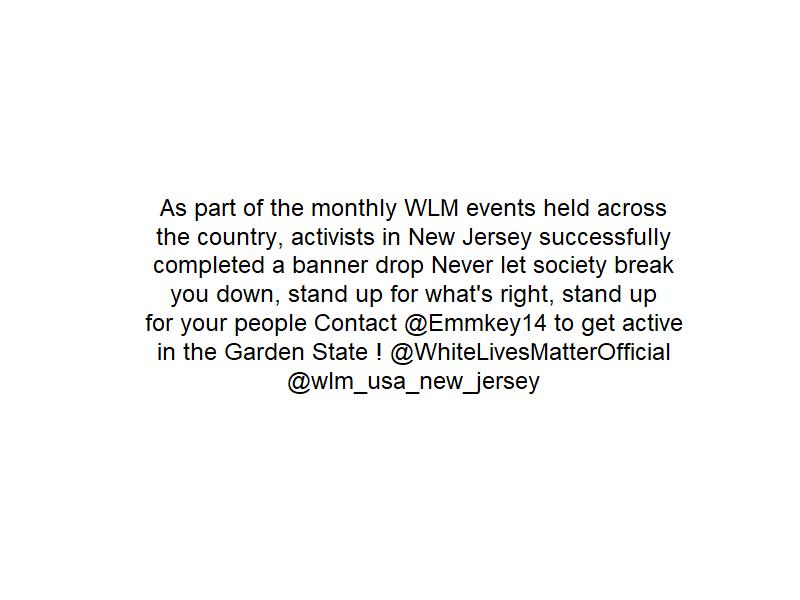 As part of the monthly WLM events held across
the country, activists in New Jersey successfully
completed a banner drop Never let society break
you down, stand up for what's right, stand up
for your people Contact @Emmkey14 to get active
in the Garden State ! @WhiteLivesMatterOfficial
@wlm_usa_new_jersey